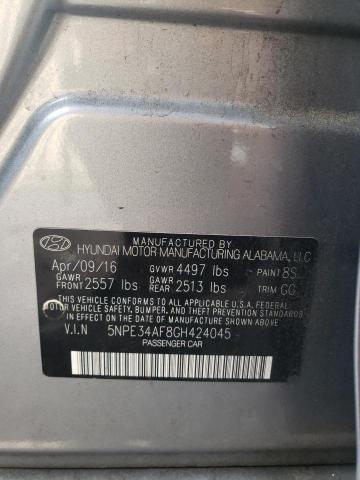 MANUFACTURED BY
HYUNDAI MOTOR MANUFACTURING ALABAMA, LLC
Apr/09/16 GVWR 4497 lbs PAINT 8S
GAWR FRONT 2557 lbs GAWR REAR 2513 lbs TRIM GG
THIS VEHICLE CONFORMS TO ALL APPLICABLE U.S.A. FEDERAL
MOTOR VEHICLE SAFETY, BUMPER, AND THEFT PREVENTION STANDARDS
IN EFFECT ON THE DATE OF MANUFACTURE SHOWN ABOVE.
V.I.N 5NPE34AF8GH424045
PASSENGER CAR